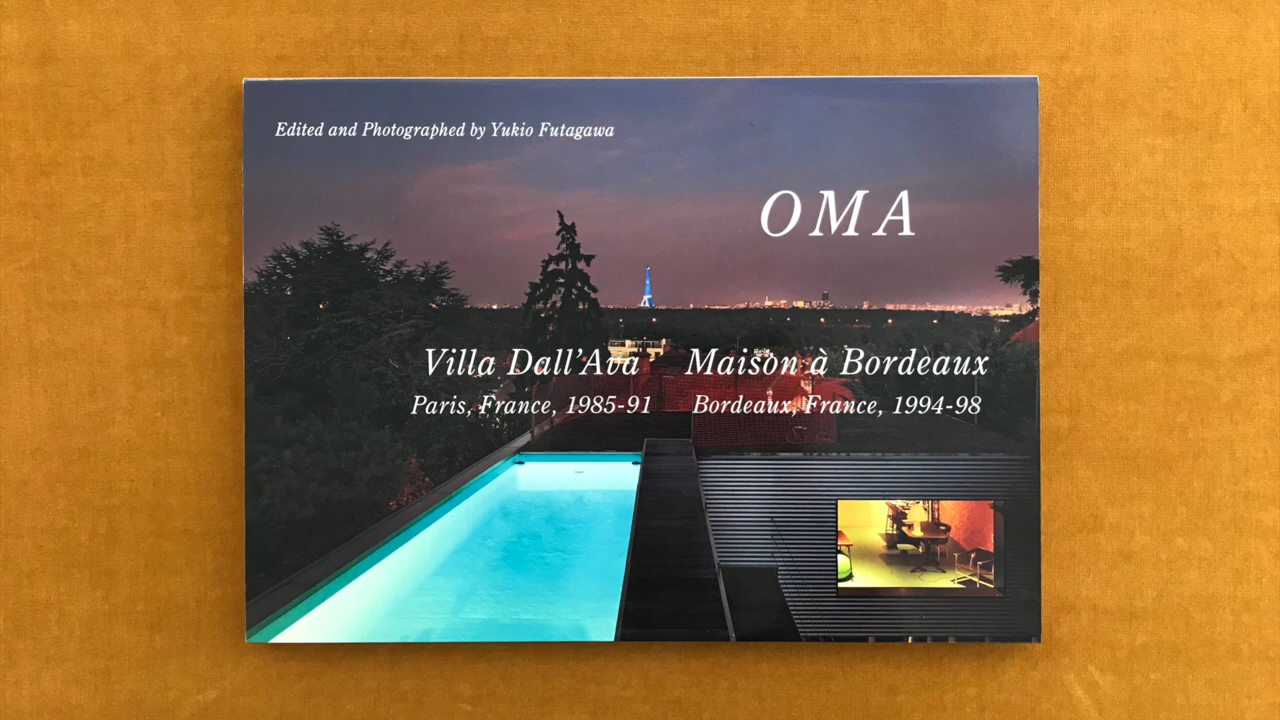 Edited and Photographed by Yukio Futagawa
OMA
Villa Dall'Ava Maison à Bordeaux
Paris, France, 1985-91 Bordeaux, France, 1994-98